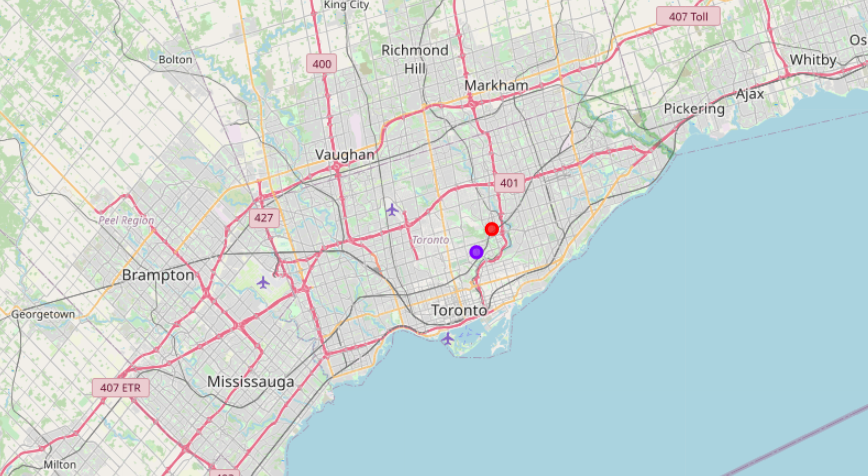 King City
407 Toll
Os
Richmond
Hill
400
Bolton
Whitby
Markham
Ajax
Pickering
Vaughan
401
427
Peel Region
Toronto
Brampton
Georgetown
Toronto
Mississauga
407 ETR
Milton